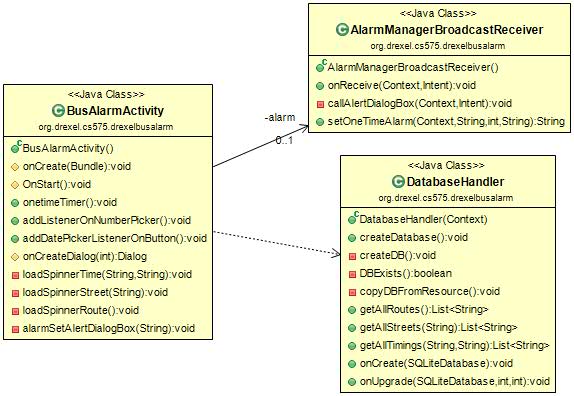 <<Java Class>>
BusAlarmActivity
org.drexel.cs575.drexelbusalarm
BusAlarmActivity()
onCreate(Bundle):void
OnStart():void
onetimeTimer():void
addListenerOnNumberPicker():void
addDatePickerListenerOnButton():void
onCreateDialog(int):Dialog
loadSpinnerTime(String,String):void
loadSpinnerStreet(String):void
loadSpinnerRoute():void
alarmSetAlertDialogBox(String):void
-alarm
0..1
<<Java Class>>
AlarmManagerBroadcastReceiver
org.drexel.cs575.drexelbusalarm
AlarmManagerBroadcastReceiver()
onReceive(Context,Intent):void
callAlertDialogBox(Context,Intent):void
setOneTimeAlarm(Context,String,int,String):String
<<Java Class>>
DatabaseHandler
org.drexel.cs575.drexelbusalarm
DatabaseHandler(Context)
createDatabase():void
createDB():void
DBExists():boolean
copyDBFromResource():void
getAllRoutes():List<String>
getAllStreets(String):List<String>
getAllTimings(String,String):List<String>
onCreate(SQLiteDatabase):void
onUpgrade(SQLiteDatabase,int,int):void